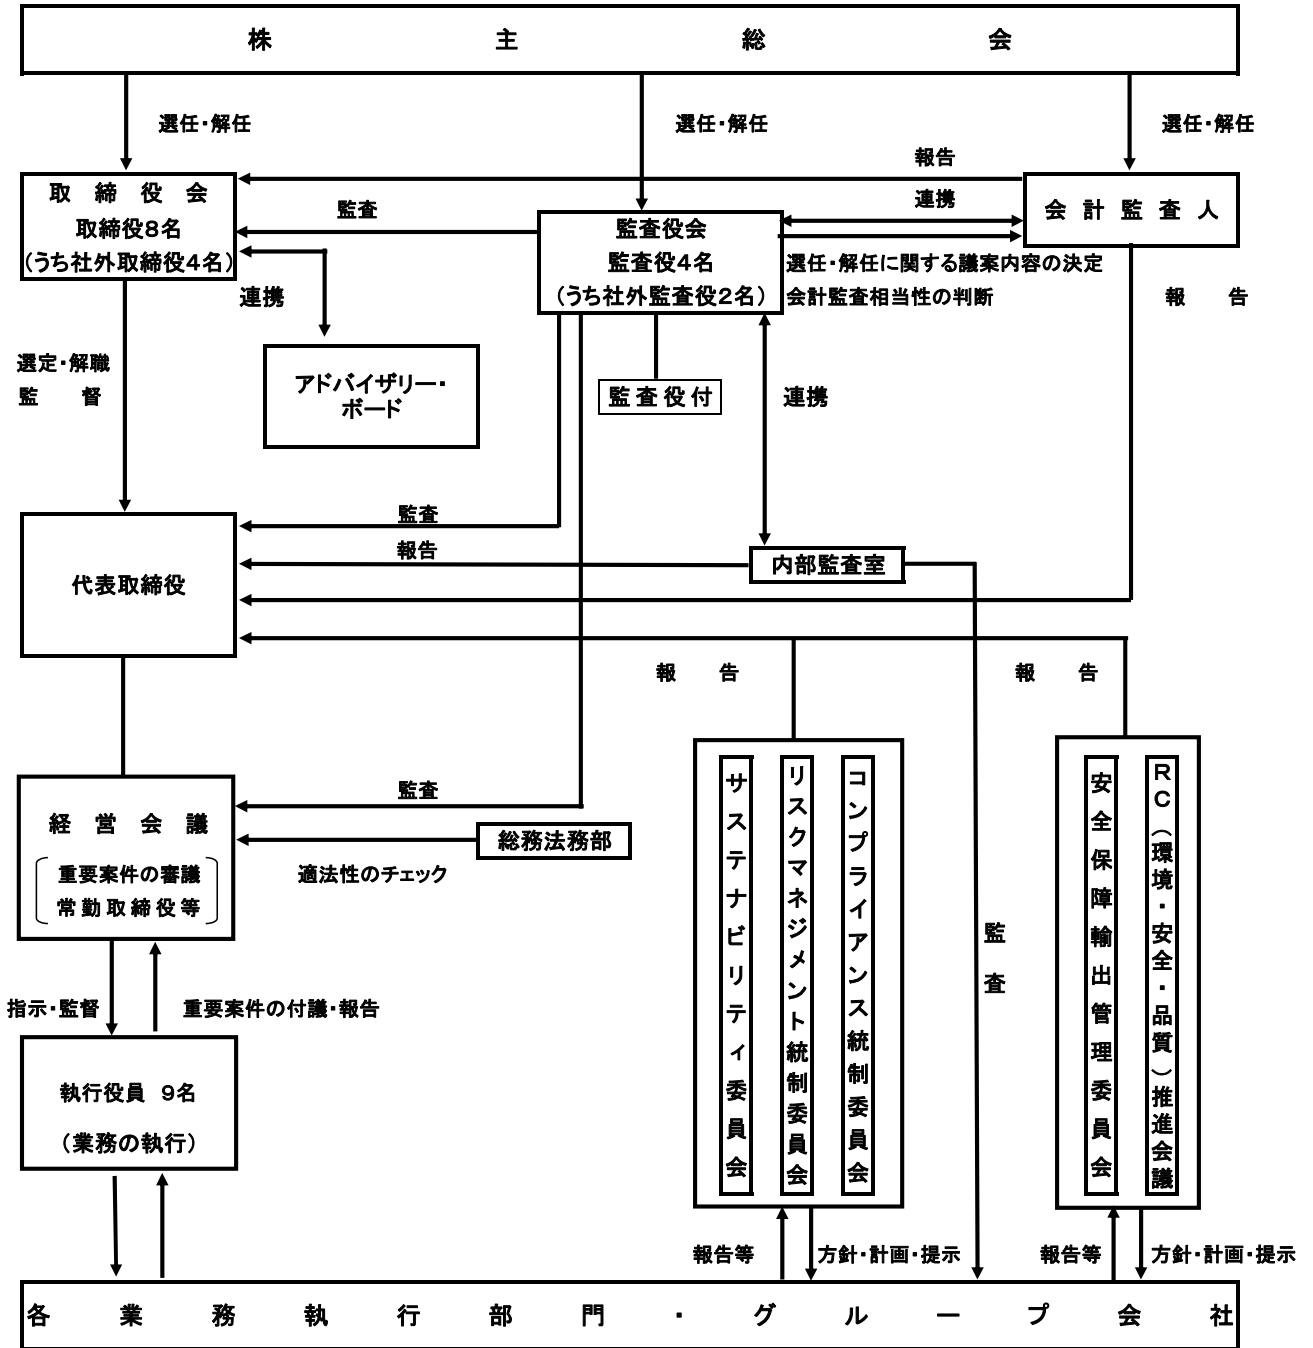 株主総会
選任・解任
選任・解任
選任・解任
報告
取締役会
取締役8名
(うち社外取締役4名)
監査
連携
会計監査人
監査役会
監査役4名
(うち社外監査役2名)
選任・解任に関する議案内容の決定
会計監査相当性の判断
報告
連携
選定・解職
監督
アドバイザリー・
ボード
監査役付
連携
監査
報告
内部監査室
代表取締役
報告
報告
経営会議
重要案件の審議
常勤取締役等
監査
総務法務部
適法性のチェック
サステナビリティ委員会
リスクマネジメント統制委員会
コンプライアンス統制委員会
監査
安全保障輸出管理委員会
RC(環境・安全・品質)推進会議
指示・監督
重要案件の付議・報告
執行役員 9名
(業務の執行)
報告等
方針・計画・提示
報告等
方針・計画・提示
各業務執行部門・グループ会社